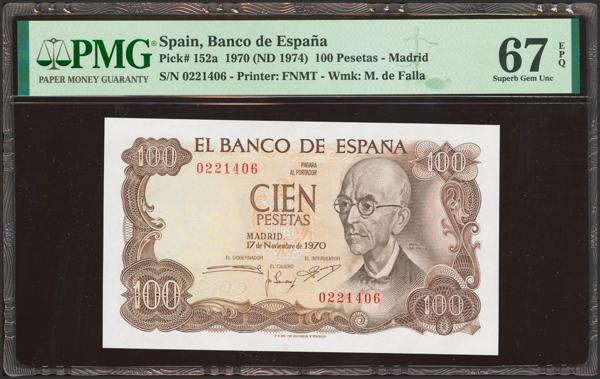 PMG
®
PAPER MONEY GUARANTY
Spain, Banco de España
Pick# 152a 1970 (ND 1974) 100 Pesetas - Madrid
S/N 0221406 - Printer: FNMT - Wmk: M. de Falla
67 EPQ
Superb Gem Unc
EL BANCO DE ESPAÑA
100
100
0221406
PAGARA
AL PORTADOR
CIEN
PESETAS
MADRID,
17 de Noviembre de 1970
EL GOBERNADOR
EL CAJERO
EL INTERVENTOR
0221406
100
100